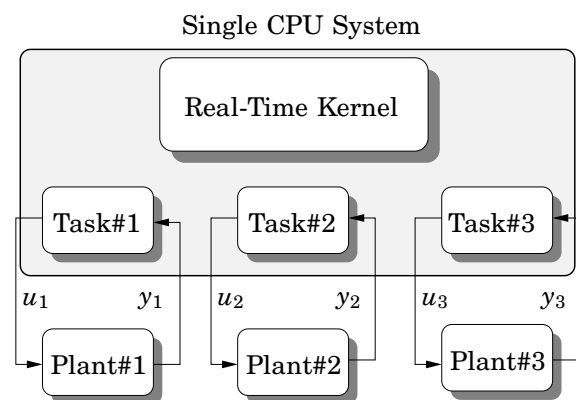 Single CPU System
Real-Time Kernel
Task#1 Task#2 Task#3
u1 y1 u2 y2 u3 y3
Plant#1 Plant#2 Plant#3